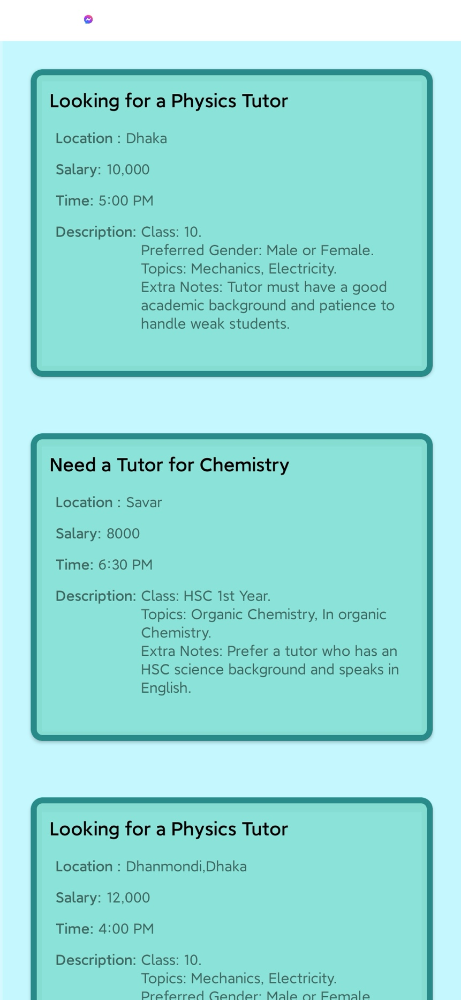 Looking for a Physics Tutor
Location : Dhaka
Salary: 10,000
Time: 5:00 PM
Description: Class: 10.
Preferred Gender: Male or Female.
Topics: Mechanics, Electricity.
Extra Notes: Tutor must have a good
academic background and patience to
handle weak students.
Need a Tutor for Chemistry
Location : Savar
Salary: 8000
Time: 6:30 PM
Description: Class: HSC 1st Year.
Topics: Organic Chemistry, In organic
Chemistry.
Extra Notes: Prefer a tutor who has an
HSC science background and speaks in
English.
Looking for a Physics Tutor
Location : Dhanmondi,Dhaka
Salary: 12,000
Time: 4:00 PM
Description: Class: 10.
Topics: Mechanics, Electricity.
Preferred Gender: Male or Female